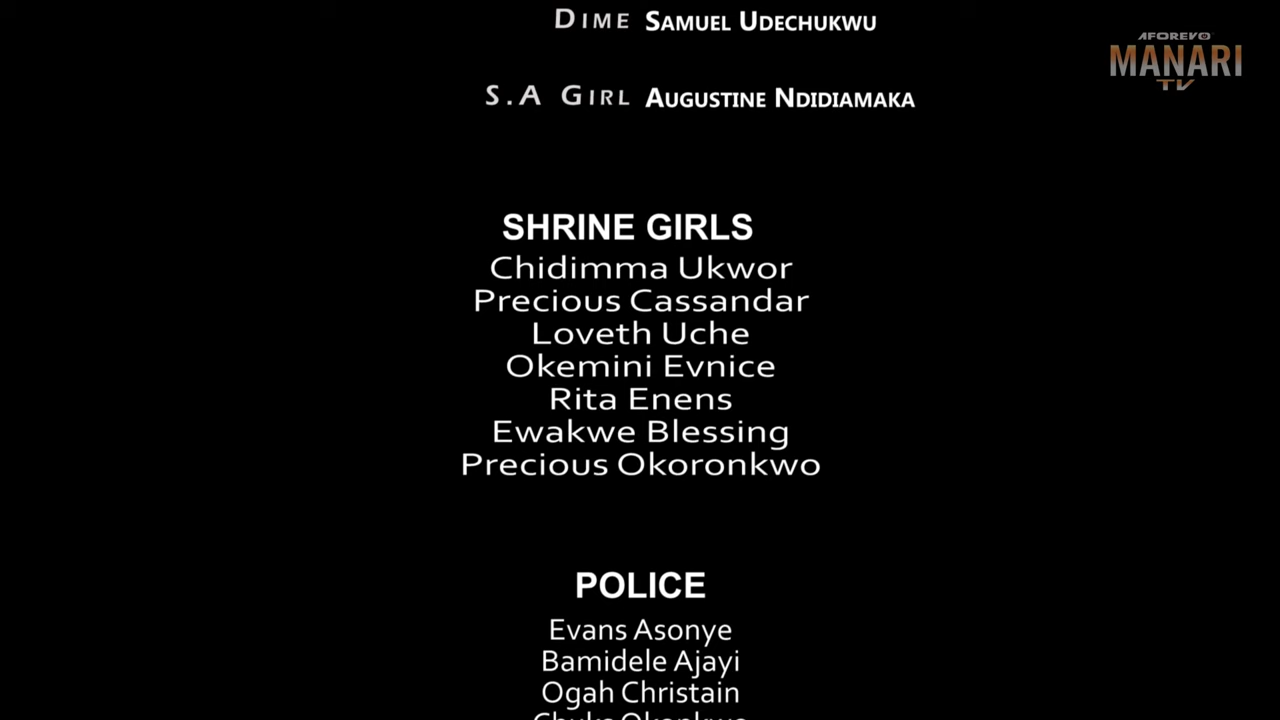 DIME SAMUEL UDECHUKWU
AFOREVO
MANARI
TV
S.A GIRL AUGUSTINE NDIDIAMAKA
SHRINE GIRLS
Chidimma Ukwor
Precious Cassandar
Loveth Uche
Okemini Evnice
Rita Enens
Ewakwe Blessing
Precious Okoronkwo
POLICE
Evans Asonye
Bamidele Ajayi
Ogah Christain